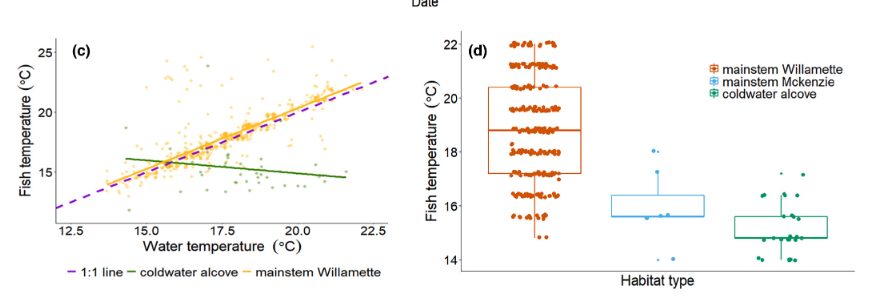 Date
(c)
25
20
15
Fish temperature (°C)
12.5 15.0 17.5 20.0 22.5
Water temperature (°C)
1:1 line coldwater alcove mainstem Willamette
(d)
22
20
18
16
14
Fish temperature (°C)
mainstem Willamette
mainstem Mckenzie
coldwater alcove
Habitat type